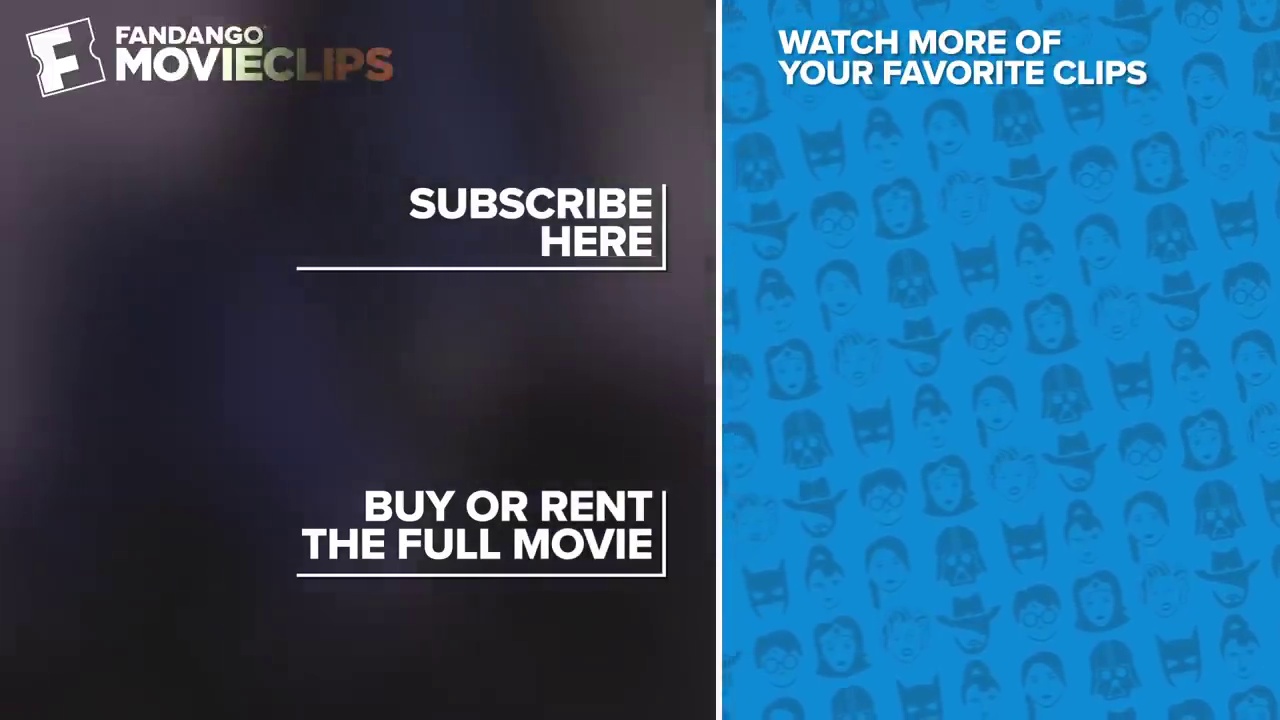 FANDANGO
MOVIECLIPS
SUBSCRIBE
HERE
BUY OR RENT
THE FULL MOVIE
WATCH MORE OF
YOUR FAVORITE CLIPS